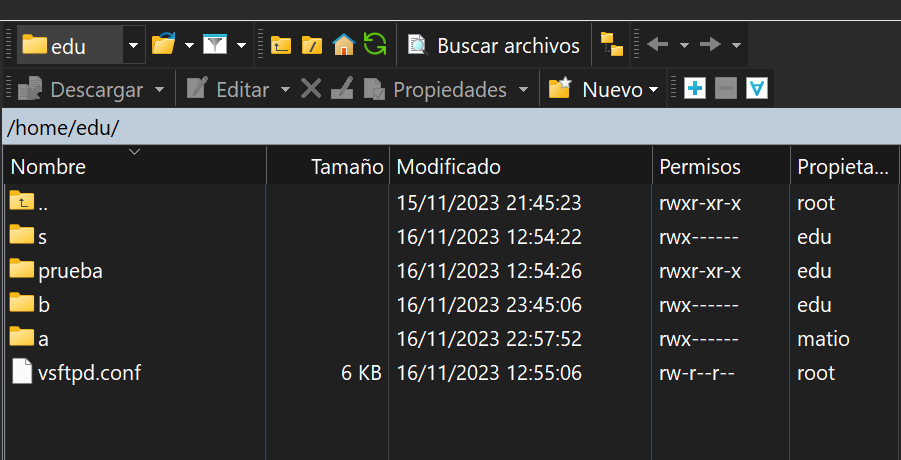 edu Buscar archivos
Descargar Editar Propiedades Nuevo
/home/edu/
Nombre Tamaño Modificado Permisos Propieta...
.. 15/11/2023 21:45:23 rwxr-xr-x root
s 16/11/2023 12:54:22 rwx------ edu
prueba 16/11/2023 12:54:26 rwxr-xr-x edu
b 16/11/2023 23:45:06 rwx------ edu
a 16/11/2023 22:57:52 rwx------ matio
vsftpd.conf 6 KB 16/11/2023 12:55:06 rw-r--r-- root